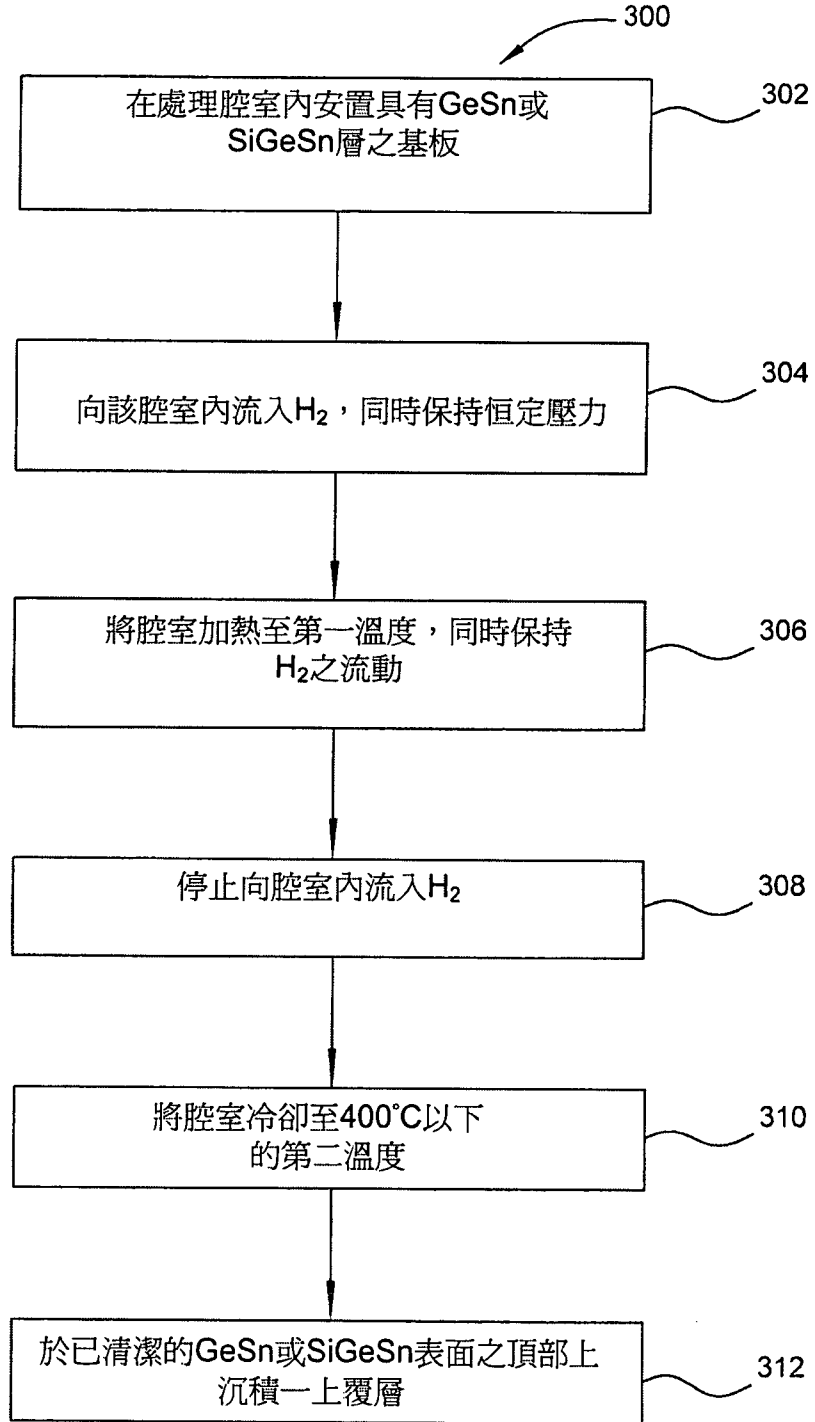 300
在處理腔室內安置具有GeSn或
SiGeSn層之基板
302
向該腔室內流入H₂，同時保持恒定壓力
304
將腔室加熱至第一溫度，同時保持
H₂之流動
306
停止向腔室內流入H₂
308
將腔室冷卻至400°C以下
的第二溫度
310
於已清潔的GeSn或SiGeSn表面之頂部上
沉積一上覆層
312